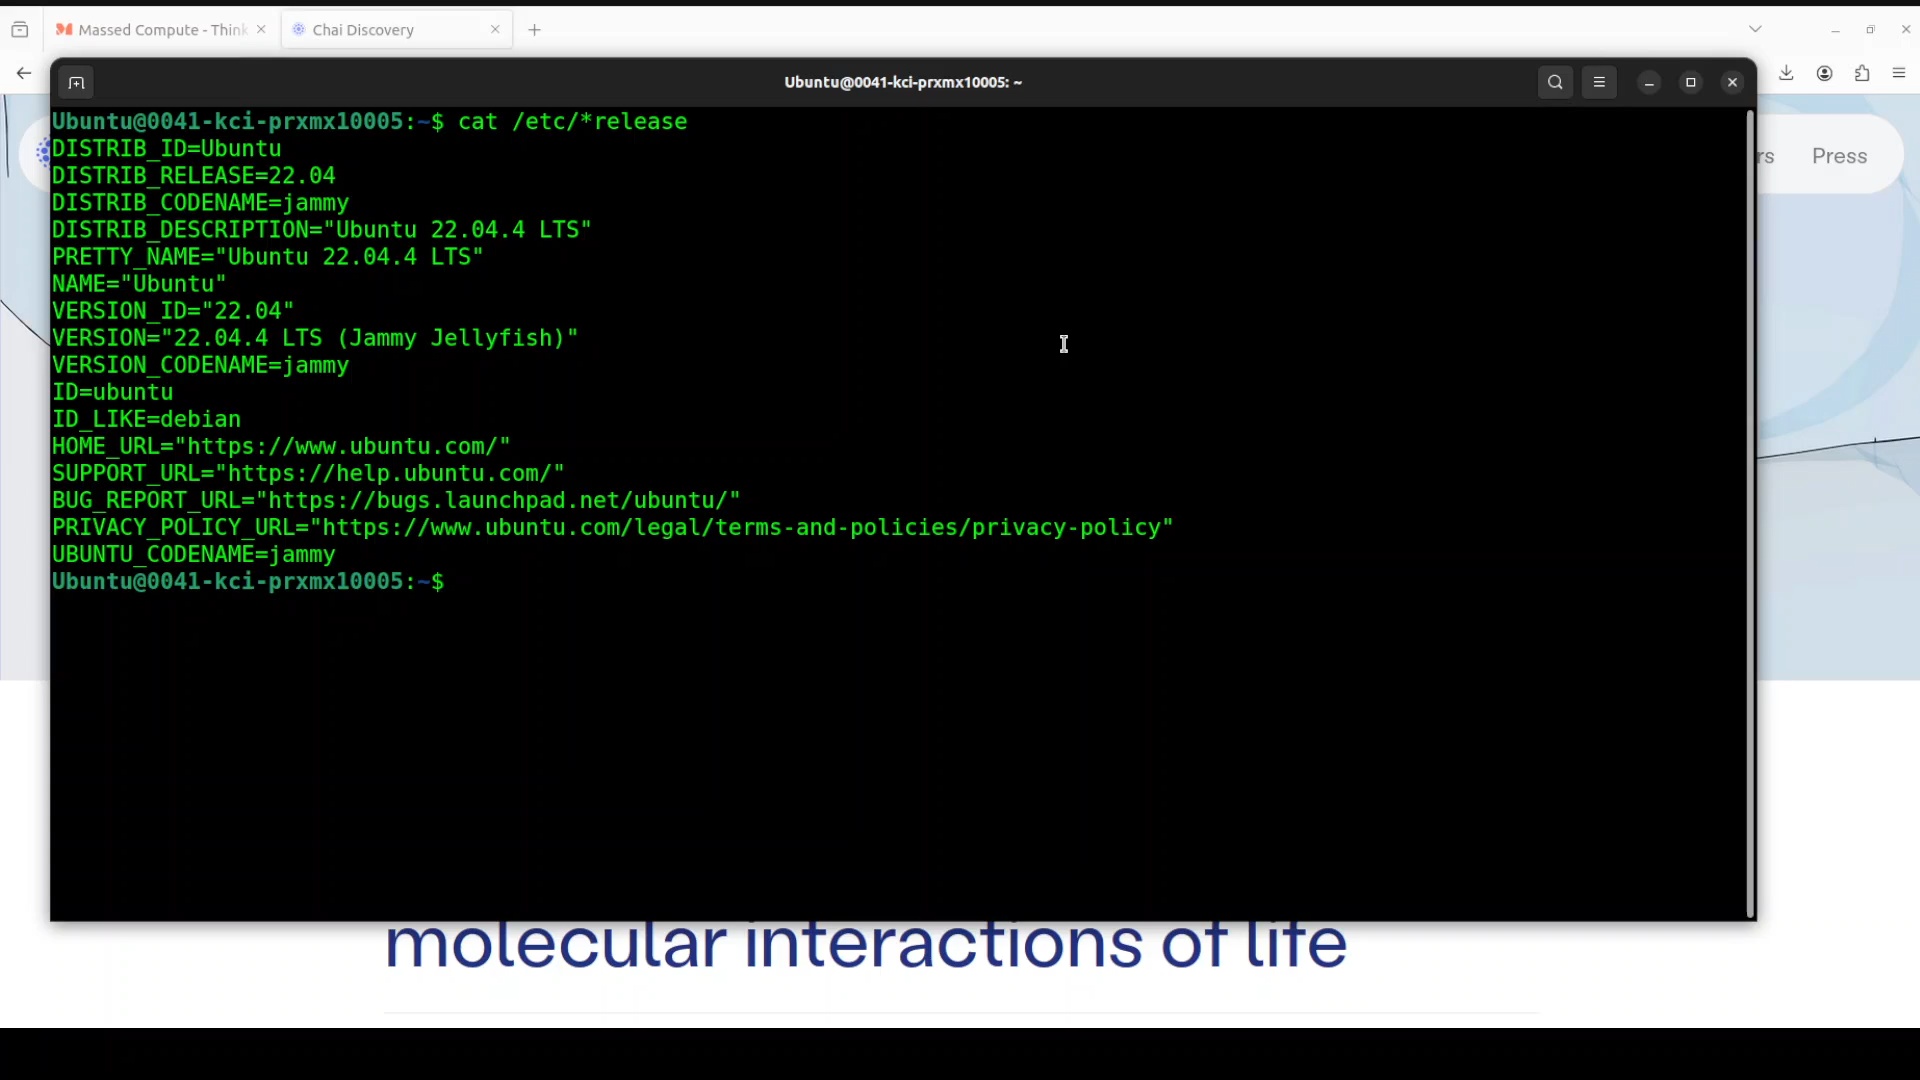 Massed Compute - Think
Chai Discovery
Ubuntu@0041-kci-prxmx10005: ~
rs Press
Ubuntu@0041-kci-prxmx10005:~$ cat /etc/*release
DISTRIB_ID=Ubuntu
DISTRIB_RELEASE=22.04
DISTRIB_CODENAME=jammy
DISTRIB_DESCRIPTION="Ubuntu 22.04.4 LTS"
PRETTY_NAME="Ubuntu 22.04.4 LTS"
NAME="Ubuntu"
VERSION_ID="22.04"
VERSION="22.04.4 LTS (Jammy Jellyfish)"
VERSION_CODENAME=jammy
ID=ubuntu
ID_LIKE=debian
HOME_URL="https://www.ubuntu.com/"
SUPPORT_URL="https://help.ubuntu.com/"
BUG_REPORT_URL="https://bugs.launchpad.net/ubuntu/"
PRIVACY_POLICY_URL="https://www.ubuntu.com/legal/terms-and-policies/privacy-policy"
UBUNTU_CODENAME=jammy
Ubuntu@0041-kci-prxmx10005:~$
molecular interactions of life